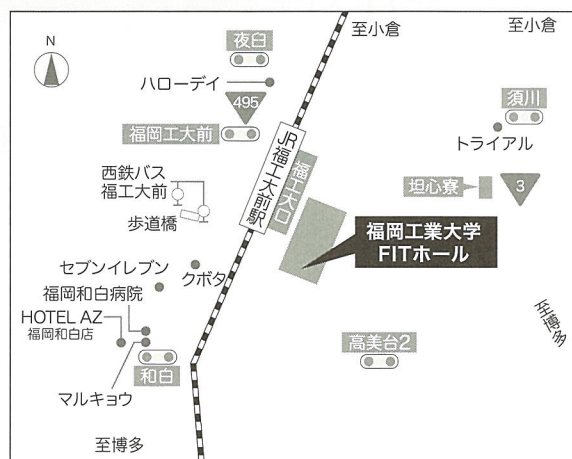 N
至小倉
至小倉
夜臼
ハローデイ
495
福岡工大前
須川
トライアル
JR福工大前駅
福工大口
西鉄バス
福工大前
歩道橋
坦心寮
3
福岡工業大学
FITホール
セブンイレブン
クボタ
福岡和白病院
HOTEL AZ
福岡和白店
和白
マルキョウ
高美台2
至博多
至博多